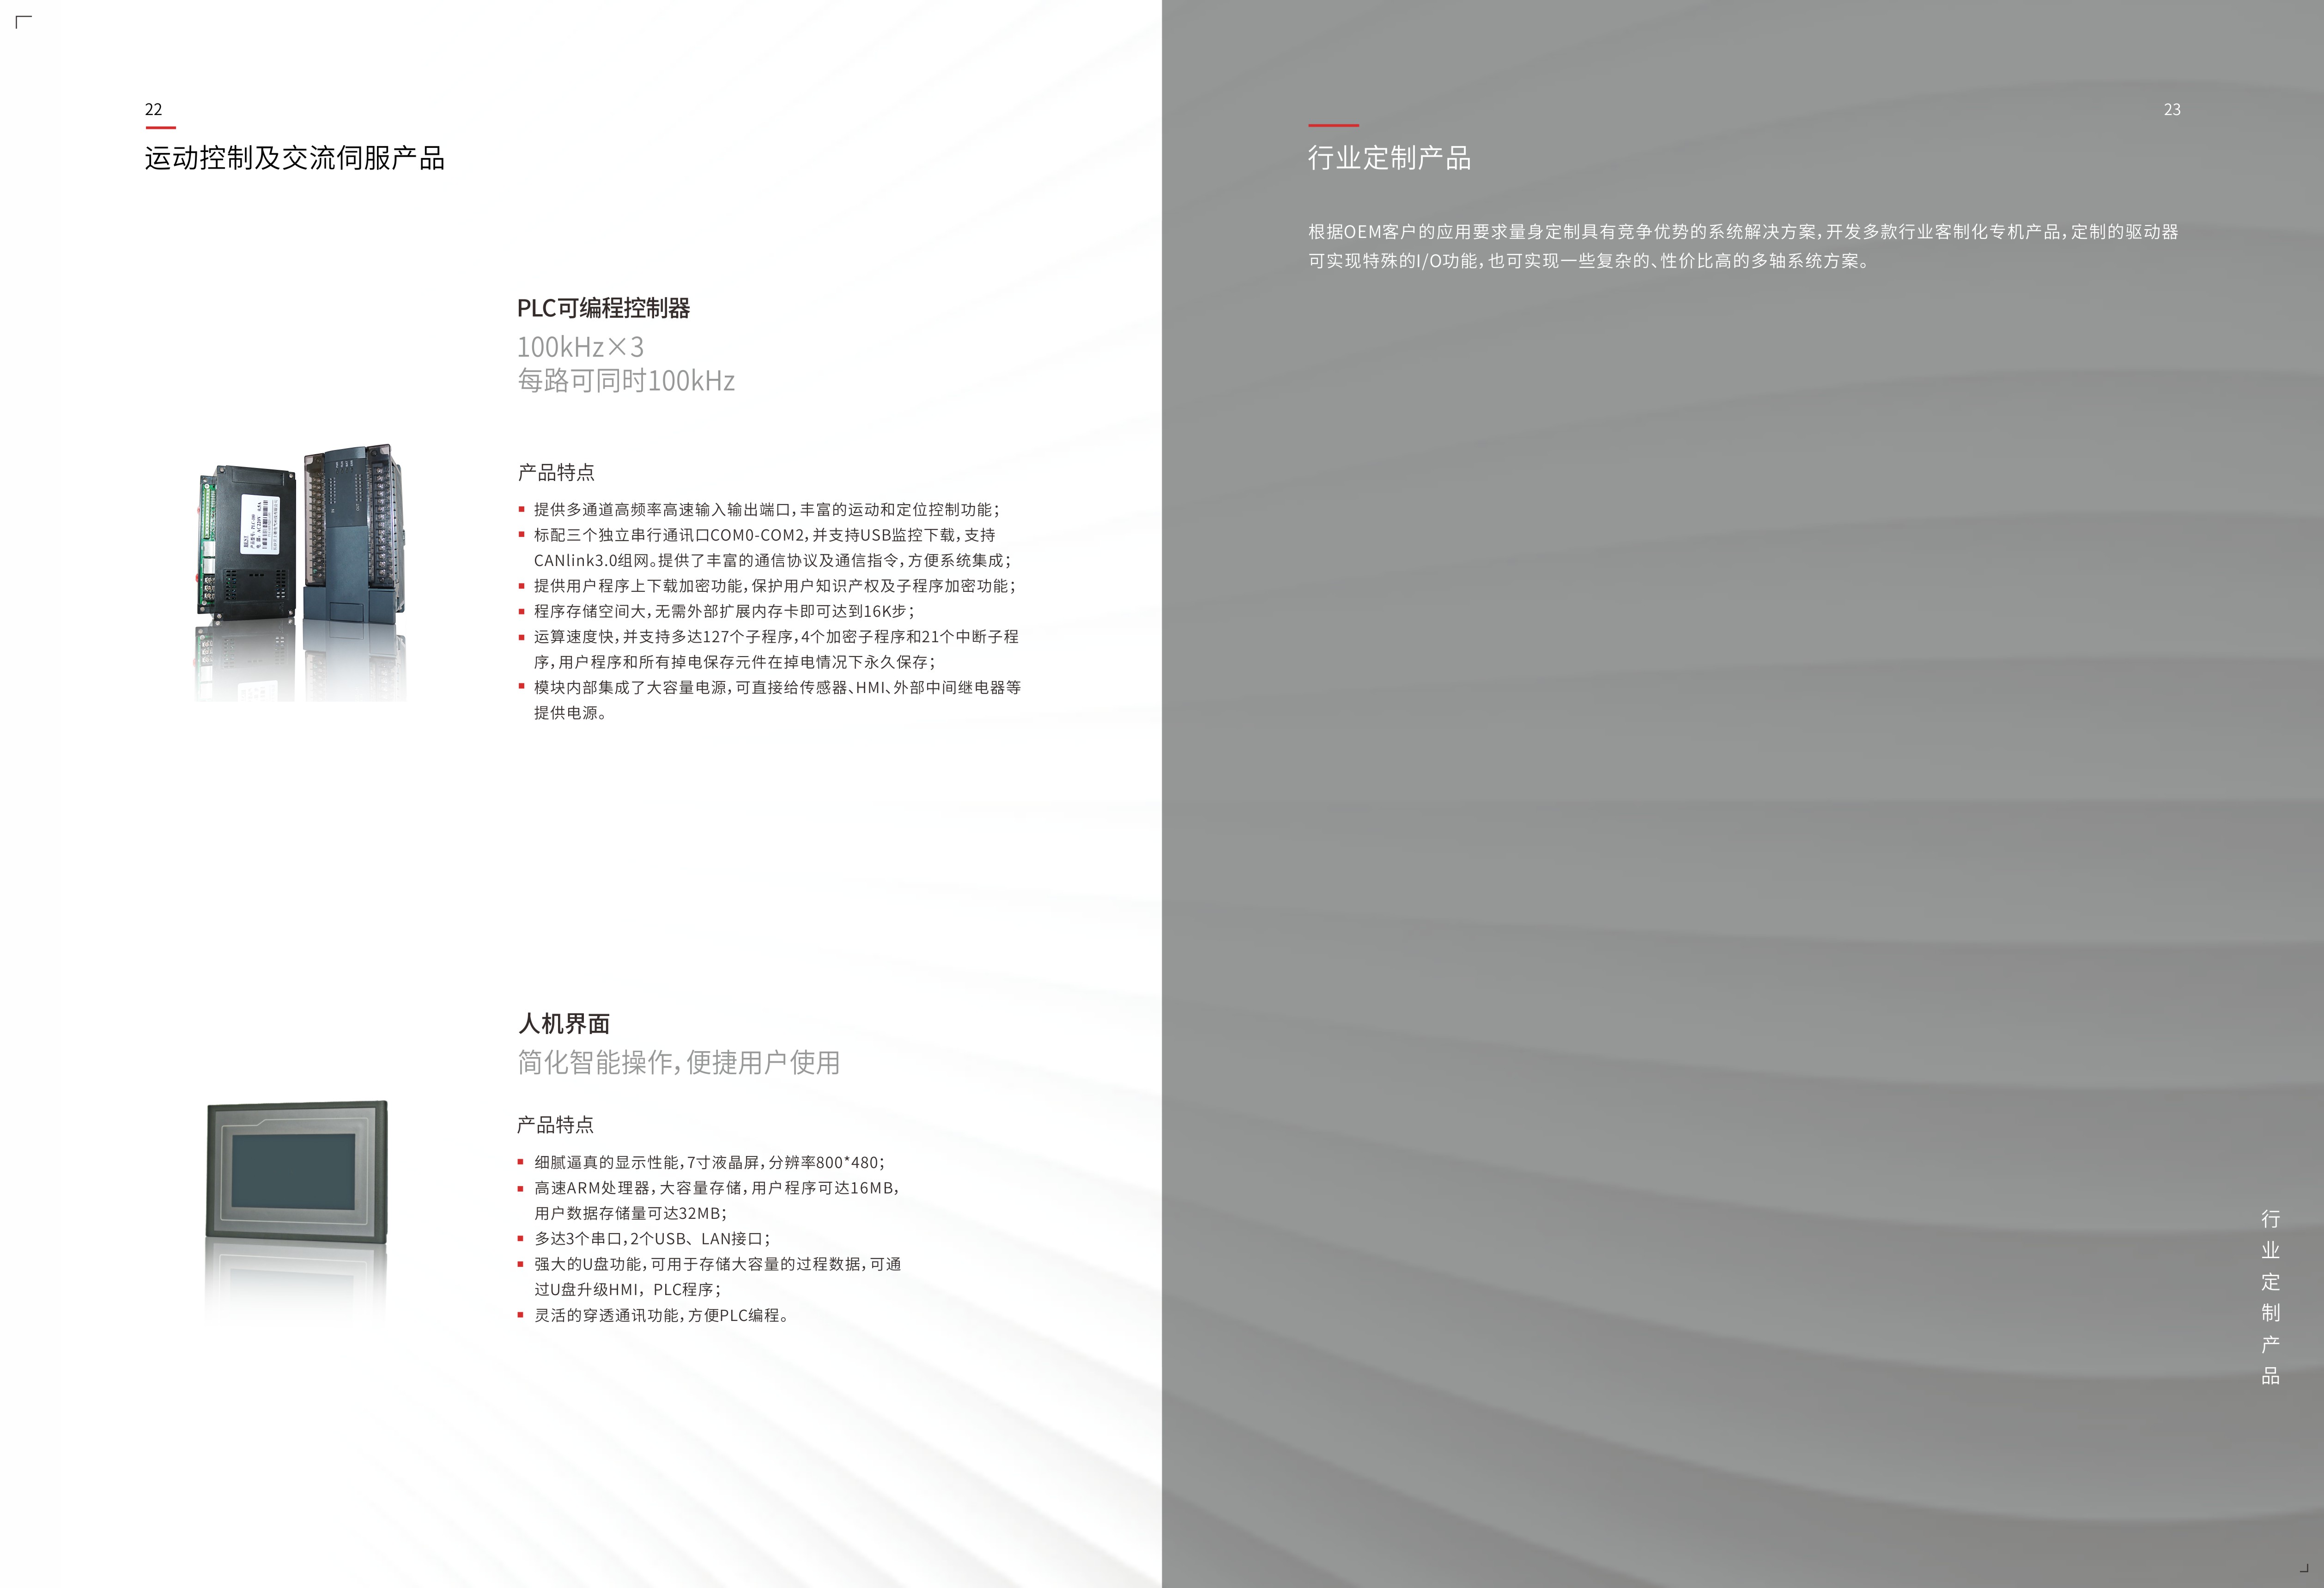 22
运动控制及交流伺服产品
PLC可编程控制器
100kHz×3
每路可同时100kHz
产品特点
提供多通道高频率高速输入输出端口，丰富的运动和定位控制功能；
标配三个独立串行通讯口COM0-COM2，并支持USB监控下载，支持
CANlink3.0组网。提供了丰富的通信协议及通信指令，方便系统集成；
提供用户程序上下载加密功能，保护用户知识产权及子程序加密功能；
程序存储空间大，无需外部扩展内存卡即可达到16K步；
运算速度快，并支持多达127个子程序，4个加密子程序和21个中断子程
序，用户程序和所有掉电保存元件在掉电情况下永久保存；
模块内部集成了大容量电源，可直接给传感器、HMI、外部中间继电器等
提供电源。
人机界面
简化智能操作，便捷用户使用
产品特点
细腻逼真的显示性能，7寸液晶屏，分辨率800*480；
高速ARM处理器，大容量存储，用户程序可达16MB，
用户数据存储量可达32MB；
多达3个串口，2个USB、LAN接口；
强大的U盘功能，可用于存储大容量的过程数据，可通
过U盘升级HMI，PLC程序；
灵活的穿透通讯功能，方便PLC编程。
23
行业定制产品
根据OEM客户的应用要求量身定制具有竞争优势的系统解决方案，开发多款行业客制化专机产品，定制的驱动器
可实现特殊的I/O功能，也可实现一些复杂的、性价比高的多轴系统方案。
行业定制产品